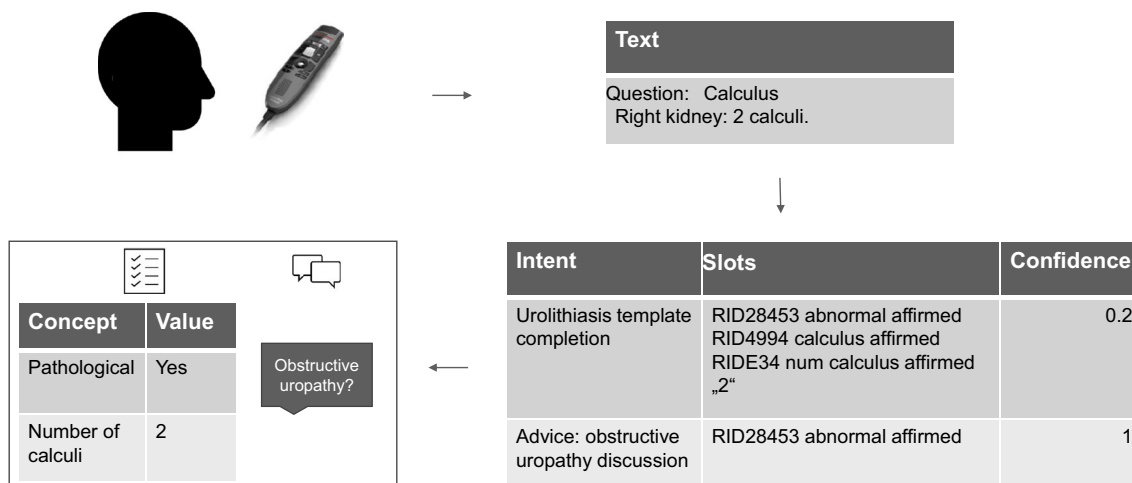 Text
Question: Calculus
Right kidney: 2 calculi.
Intent Slots Confidence
Urolithiasis template RID28453 abnormal affirmed 0.2
completion RID4994 calculus affirmed
RIDE34 num calculus affirmed
„2“
Advice: obstructive RID28453 abnormal affirmed 1
uropathy discussion
Concept Value
Pathological Yes
Number of 2
calculi
Obstructive
uropathy?